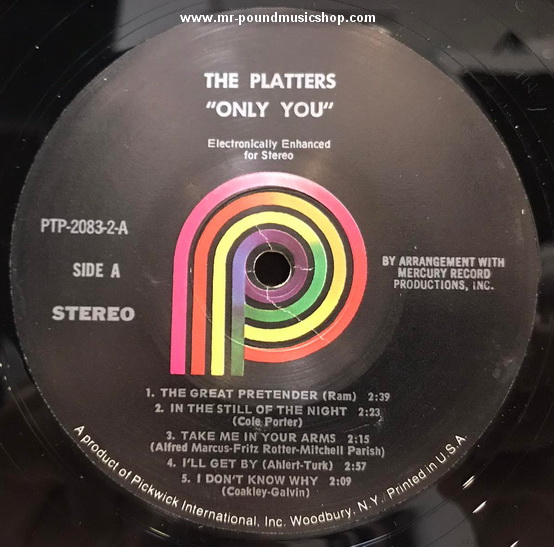 www.mr-poundmusicshop.com
THE PLATTERS
"ONLY YOU"
Electronically Enhanced
for Stereo
PTP-2083-2-A
SIDE A
STEREO
BY ARRANGEMENT WITH
MERCURY RECORD
PRODUCTIONS, INC.
1. THE GREAT PRETENDER (Ram) 2:39
2. IN THE STILL OF THE NIGHT 2:23
(Cole Porter)
3. TAKE ME IN YOUR ARMS 2:15
(Alfred Marcus-Fritz Rotter-Mitchell Parish)
4. I'LL GET BY (Ahlert-Turk) 2:57
5. I DON'T KNOW WHY 2:09
(Coakley-Galvin)
A product of Pickwick International, Inc. Woodbury, N.Y. Printed in U.S.A.